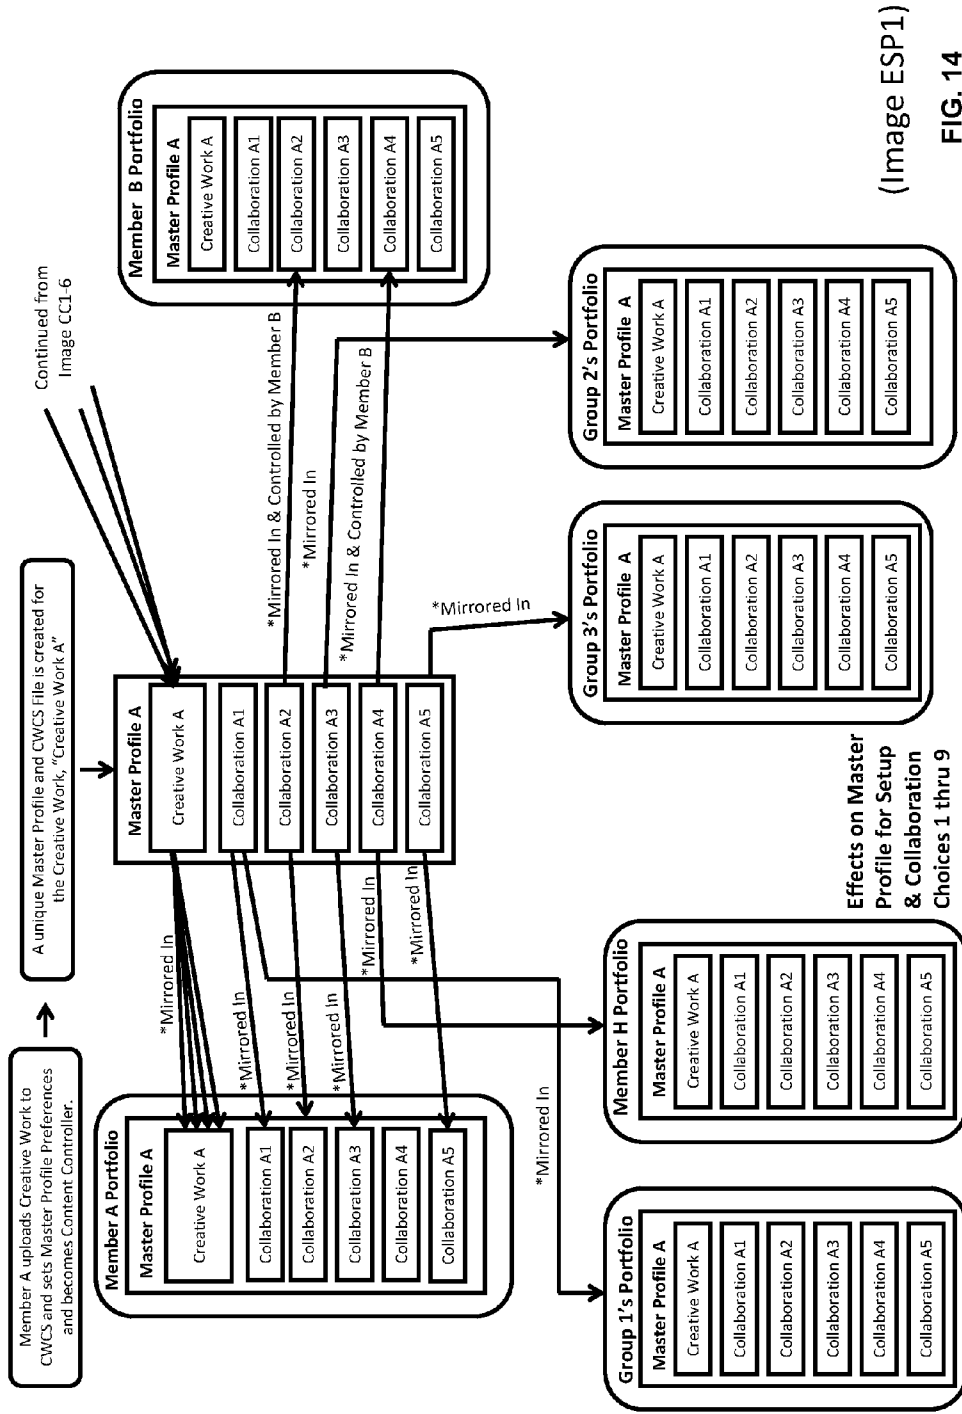 Member A uploads Creative Work to
CWCS and sets Master Profile Preferences
and becomes Content Controller.
A unique Master Profile and CWCS File is created for
the Creative Work, "Creative Work A"
Continued from
Image CC1-6
Member A Portfolio
Master Profile A
Creative Work A
Collaboration A1
Collaboration A2
Collaboration A3
Collaboration A4
Collaboration A5
*Mirrored In
*Mirrored In
*Mirrored In
*Mirrored In
*Mirrored In
*Mirrored In
*Mirrored In
Master Profile A
Creative Work A
Collaboration A1
Collaboration A2
Collaboration A3
Collaboration A4
Collaboration A5
*Mirrored In & Controlled by Member B
*Mirrored In
*Mirrored In & Controlled by Member B
*Mirrored In
Member B Portfolio
Master Profile A
Creative Work A
Collaboration A1
Collaboration A2
Collaboration A3
Collaboration A4
Collaboration A5
Group 1's Portfolio
Master Profile A
Creative Work A
Collaboration A1
Collaboration A2
Collaboration A3
Collaboration A4
Collaboration A5
Member H Portfolio
Master Profile A
Creative Work A
Collaboration A1
Collaboration A2
Collaboration A3
Collaboration A4
Collaboration A5
Effects on Master
Profile for Setup
& Collaboration
Choices 1 thru 9
Group 3's Portfolio
Master Profile A
Creative Work A
Collaboration A1
Collaboration A2
Collaboration A3
Collaboration A4
Collaboration A5
Group 2's Portfolio
Master Profile A
Creative Work A
Collaboration A1
Collaboration A2
Collaboration A3
Collaboration A4
Collaboration A5
(Image ESP1)
FIG. 14